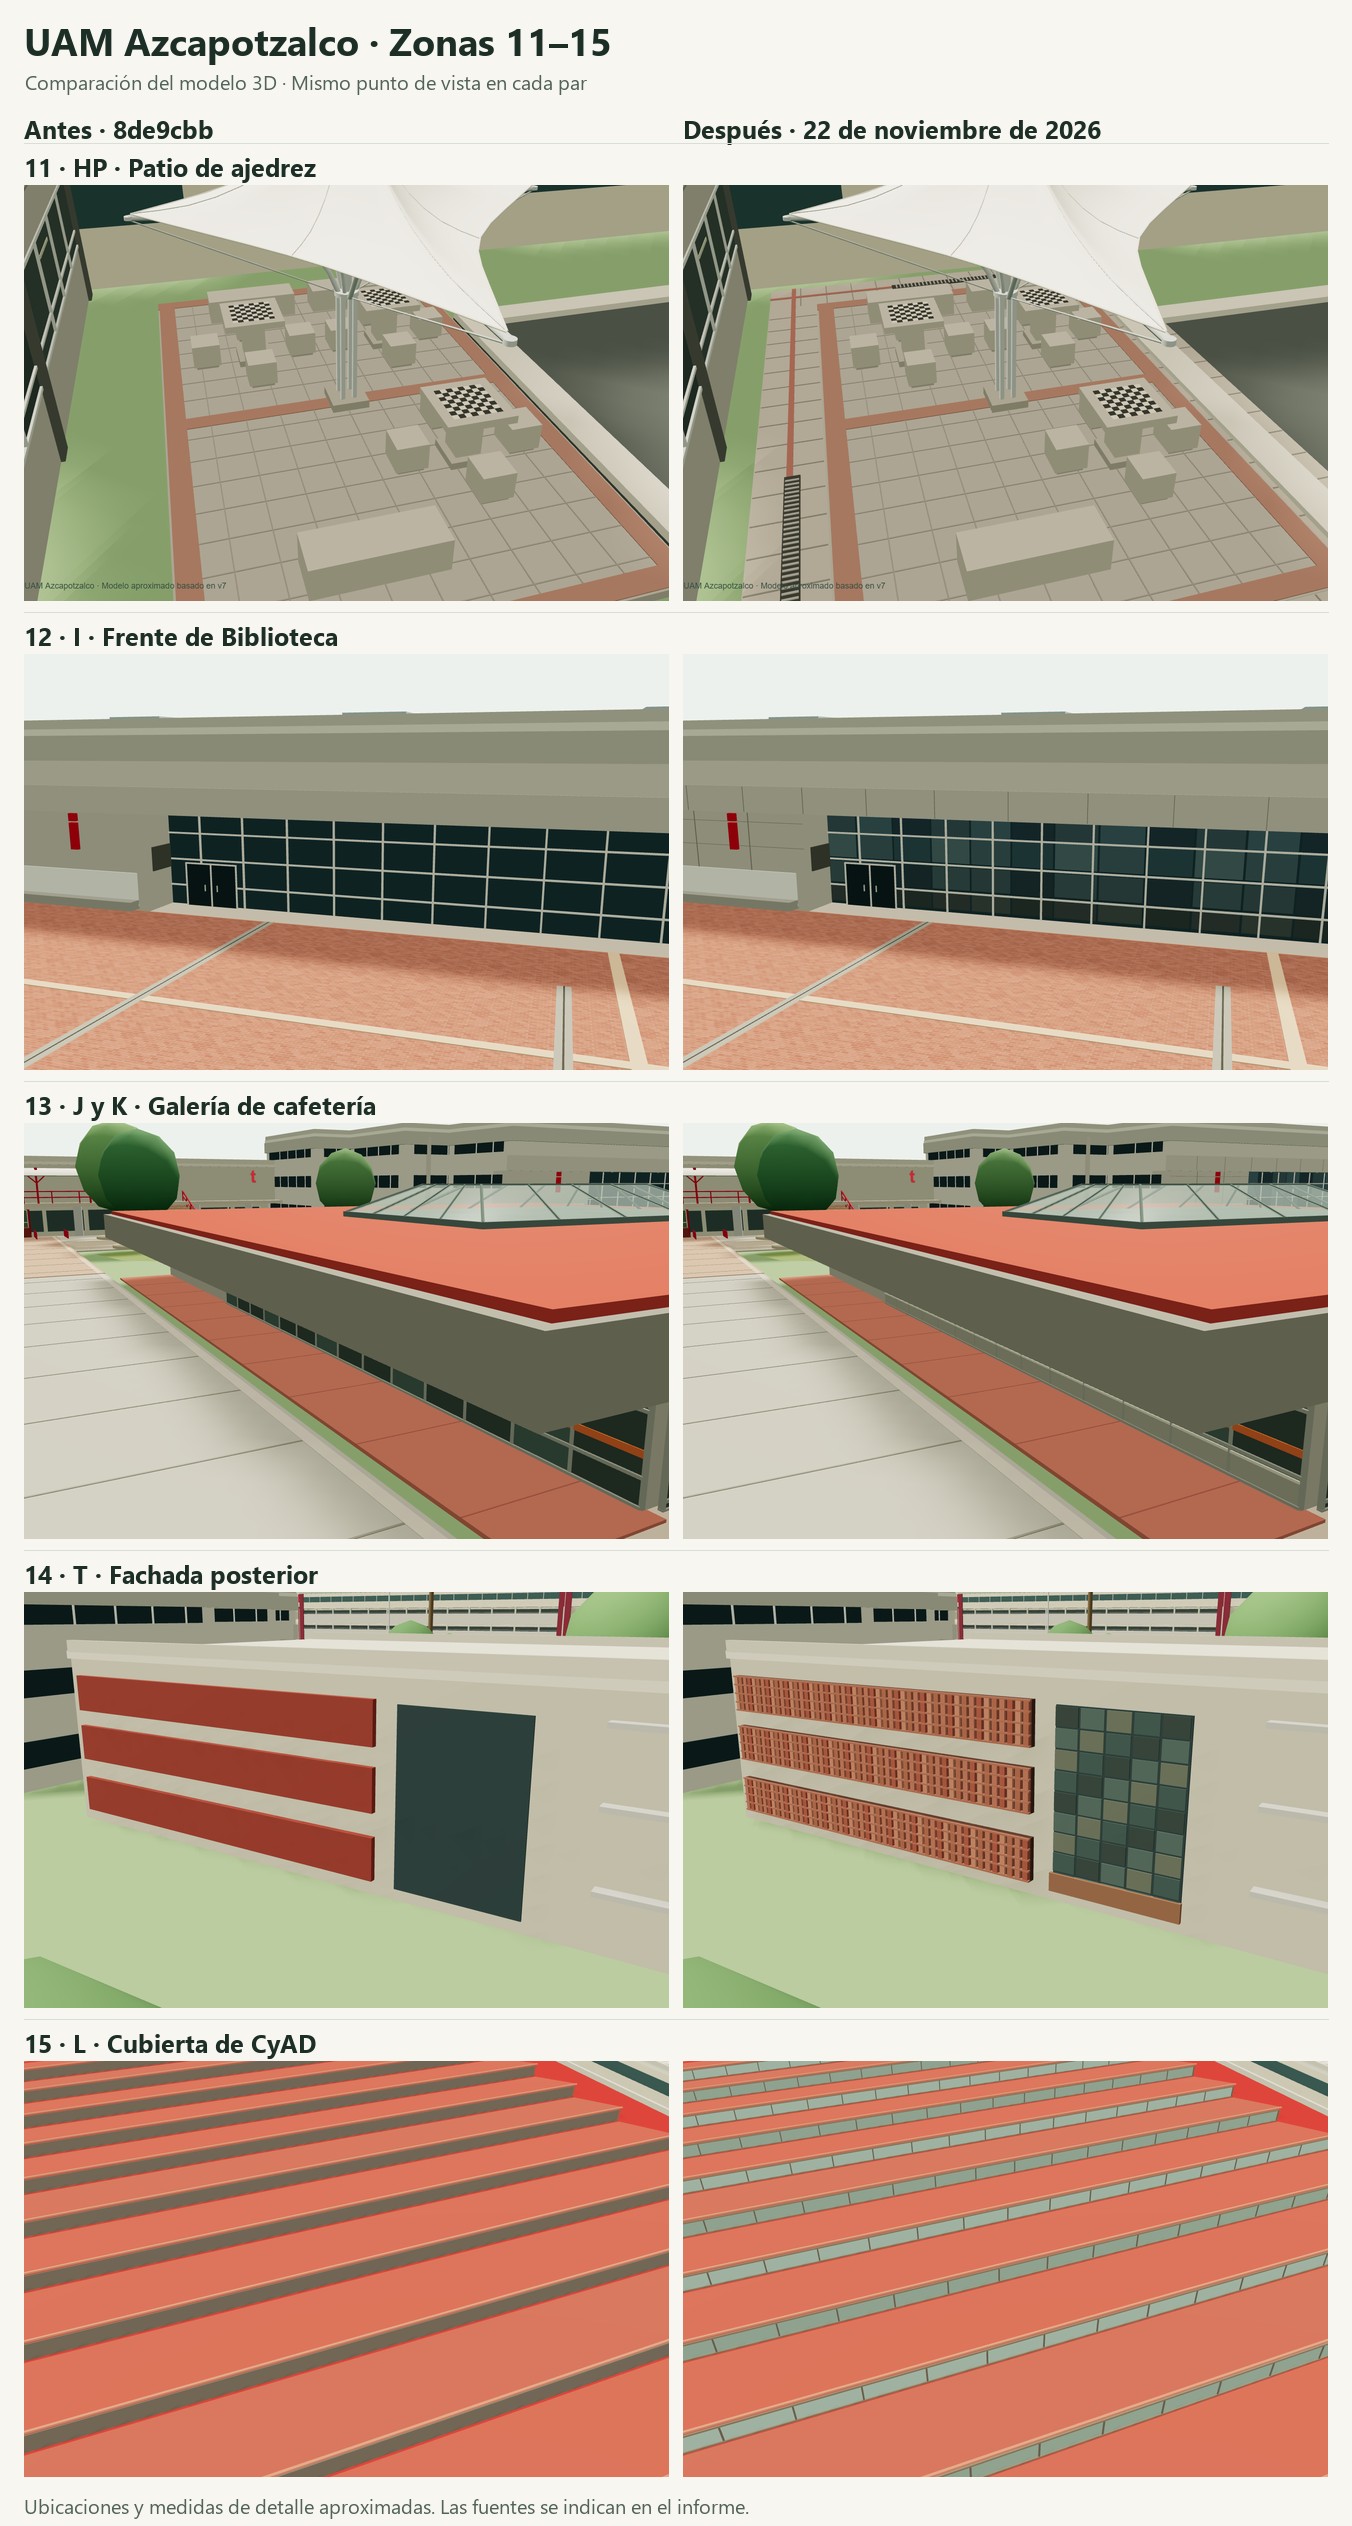 UAM Azcapotzalco · Zonas 11–15
Comparación del modelo 3D · Mismo punto de vista en cada par
Antes · 8de9cbb
Después · 22 de noviembre de 2026
11 · HP · Patio de ajedrez
UAM Azcapotzalco · Modelo aproximado basado en v7
UAM Azcapotzalco · Modelo aproximado basado en v7
12 · I · Frente de Biblioteca
13 · J y K · Galería de cafetería
t
t
14 · T · Fachada posterior
15 · L · Cubierta de CyAD
Ubicaciones y medidas de detalle aproximadas. Las fuentes se indican en el informe.